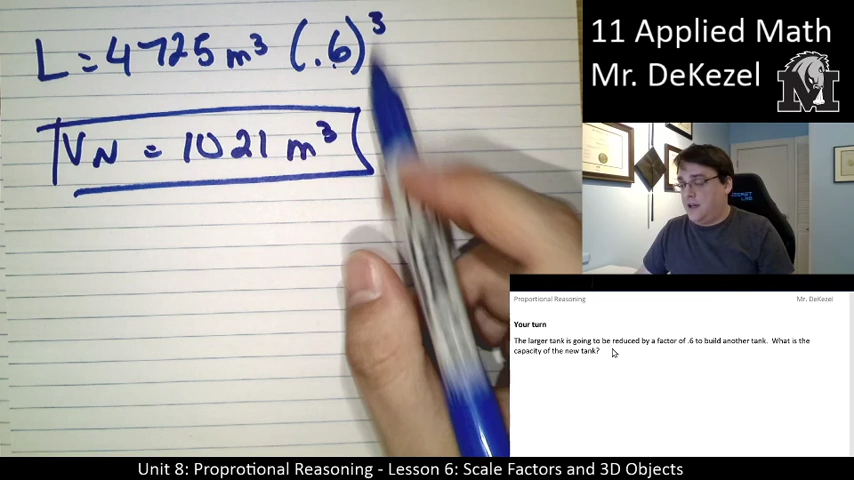 L = 4725 m³ (.6)³
VN = 1021 m³
11 Applied Math
Mr. DeKezel
M
Proportional Reasoning
Mr. DeKezel
Your turn
The larger tank is going to be reduced by a factor of .6 to build another tank. What is the
capacity of the new tank?
Unit 8: Proprotional Reasoning - Lesson 6: Scale Factors and 3D Objects